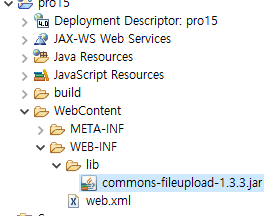 pro15
Deployment Descriptor: pro15
JAX-WS Web Services
Java Resources
JavaScript Resources
build
WebContent
META-INF
WEB-INF
lib
commons-fileupload-1.3.3.jar
web.xml